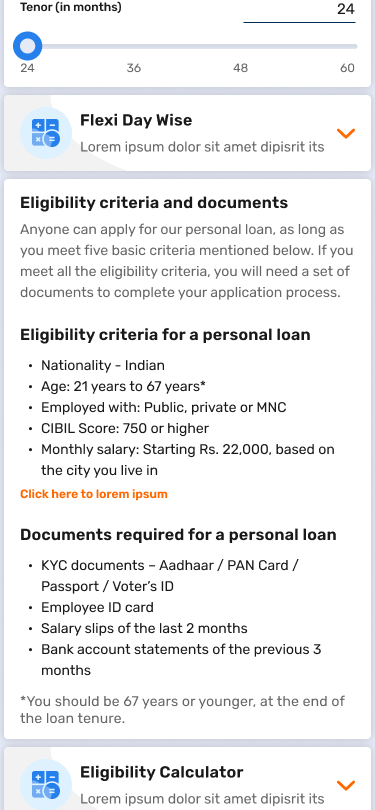 Tenor (in months)
24
24 36 48 60
Flexi Day Wise
Lorem ipsum dolor sit amet dipisrit its
Eligibility criteria and documents
Anyone can apply for our personal loan, as long as
you meet five basic criteria mentioned below. If you
meet all the eligibility criteria, you will need a set of
documents to complete your application process.
Eligibility criteria for a personal loan
• Nationality - Indian
• Age: 21 years to 67 years*
• Employed with: Public, private or MNC
• CIBIL Score: 750 or higher
• Monthly salary: Starting Rs. 22,000, based on
the city you live in
Click here to lorem ipsum
Documents required for a personal loan
• KYC documents – Aadhaar / PAN Card /
Passport / Voter’s ID
• Employee ID card
• Salary slips of the last 2 months
• Bank account statements of the previous 3
months
*You should be 67 years or younger, at the end of
the loan tenure.
Eligibility Calculator
Lorem ipsum dolor sit amet dipisrit its